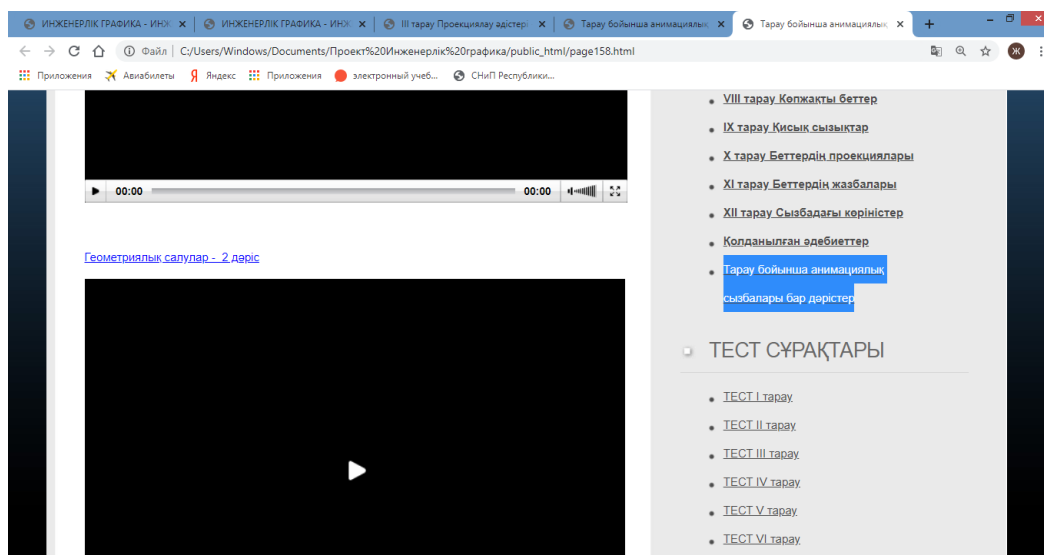 ИНЖЕНЕРЛІК ГРАФИКА - ИНЖ
ИНЖЕНЕРЛІК ГРАФИКА - ИНЖ
III тарау Проекциялау әдістері
Тарау бойынша анимациялық
Тарау бойынша анимациялық
Файл | C:/Users/Windows/Documents/Проект%20Инженерлік%20графика/public_html/page158.html
Ж
Приложения Авиабилеты Яндекс Приложения электронный учеб... СНиП Республики...
00:00 00:00
Геометриялық салулар - 2 дәріс
VIII тарау Көпжақты беттер
IX тарау Қисық сызықтар
X тарау Беттердің проекциялары
XI тарау Беттердің жазбалары
XII тарау Сызбадағы көріністер
Қолданылған әдебиеттер
Тарау бойынша анимациялық
сызбалары бар дәрістер
ТЕСТ СҰРАҚТАРЫ
ТЕСТ I тарау
ТЕСТ II тарау
ТЕСТ III тарау
ТЕСТ IV тарау
ТЕСТ V тарау
ТЕСТ VI тарау